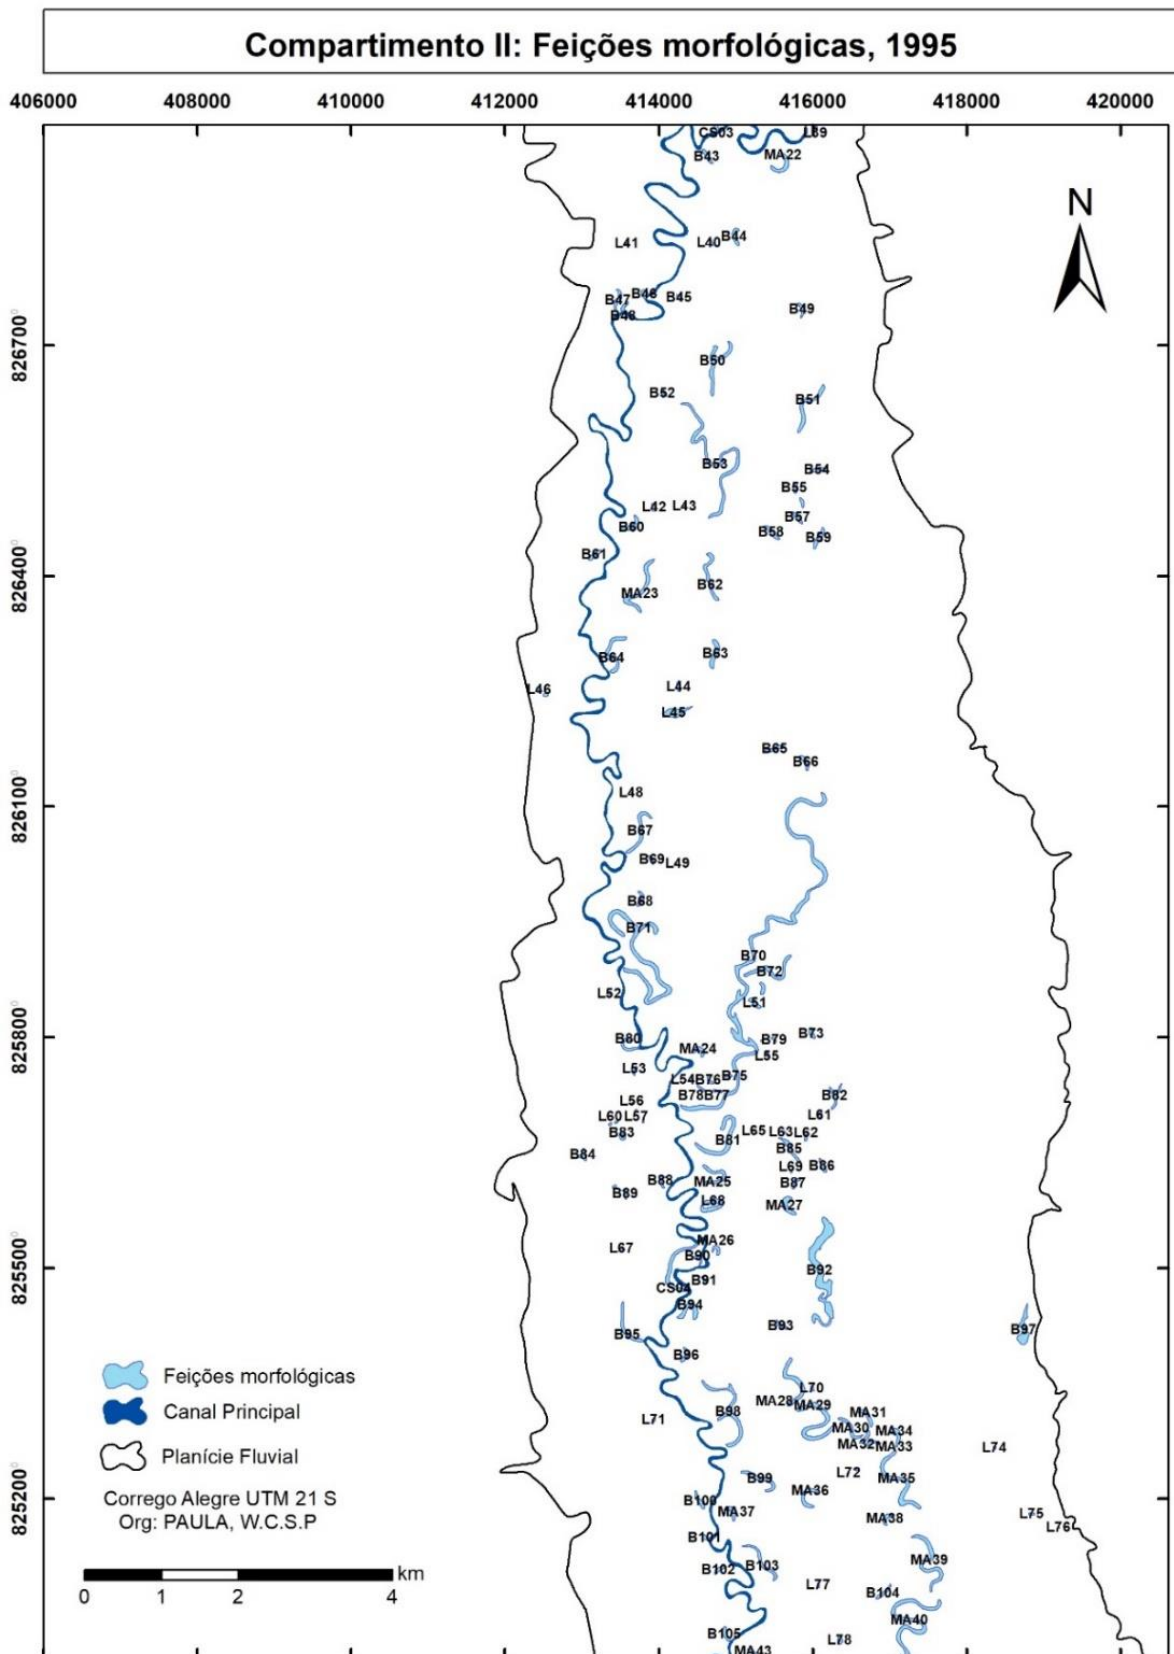 Compartimento II: Feições morfológicas, 1995
406000 408000 410000 412000 414000 416000 418000 420000
CS03 L39
B43 MA22
L41 L40 B44
B47 B46 B45
B48 B49
826700
B50
B52 B51
B53 B54
B55
L42 L43 B57
B60 B58 B59
B61
826400
MA23 B62
B64 B63
L46 L44
L45
B65
B66
L48
826100
B67
B69 L49
B68
B71
B70
B72
L52 L51
825800
B80 B79 B73
MA24 L55
L53
L54 B76 B75
B78 B77 B82
L56
L60 L57 L61
B83 L65 L63 L62
B81 B85
B84
L69 B86
B88 MA25 B87
B89
L68 MA27
L67 MA26
B90
825500
B91 B92
CS04
B94
B95 B93 B97
B96
L70
MA28 MA29
L71 B98 MA31
MA30 MA34
MA32 MA33 L74
L72
B99 MA35
MA36
825200
B100
MA37 MA38 L75
L76
B101
B102 B103 MA39
L77 B104
MA40
B105 L78
MA43
N
Feições morfológicas
Canal Principal
Planície Fluvial
Corrego Alegre UTM 21 S
Org: PAULA, W.C.S.P
km
0 1 2 4